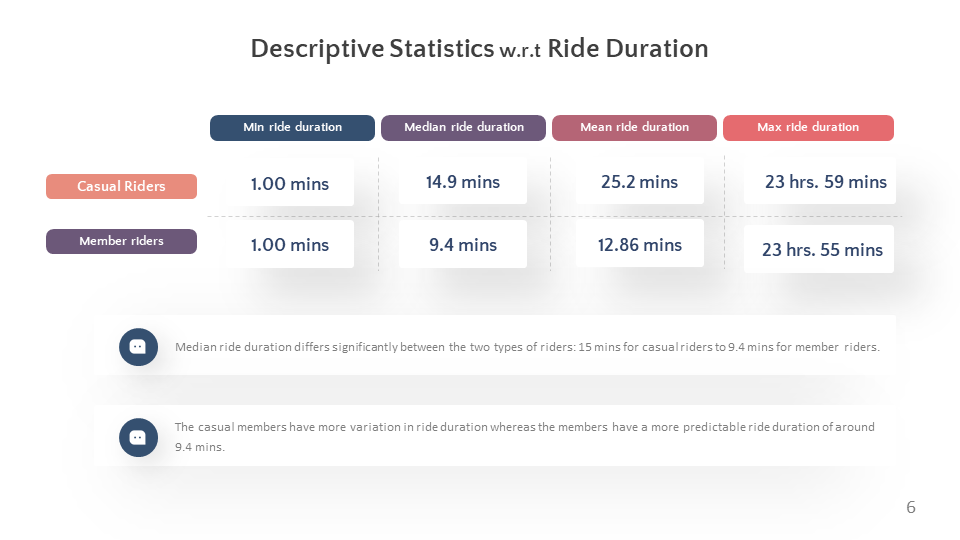 Descriptive Statistics w.r.t Ride Duration
Min ride duration Median ride duration Mean ride duration Max ride duration
Casual Riders 1.00 mins 14.9 mins 25.2 mins 23 hrs. 59 mins
Member riders 1.00 mins 9.4 mins 12.86 mins 23 hrs. 55 mins
Median ride duration differs significantly between the two types of riders: 15 mins for casual riders to 9.4 mins for member riders.
The casual members have more variation in ride duration whereas the members have a more predictable ride duration of around
9.4 mins.
6